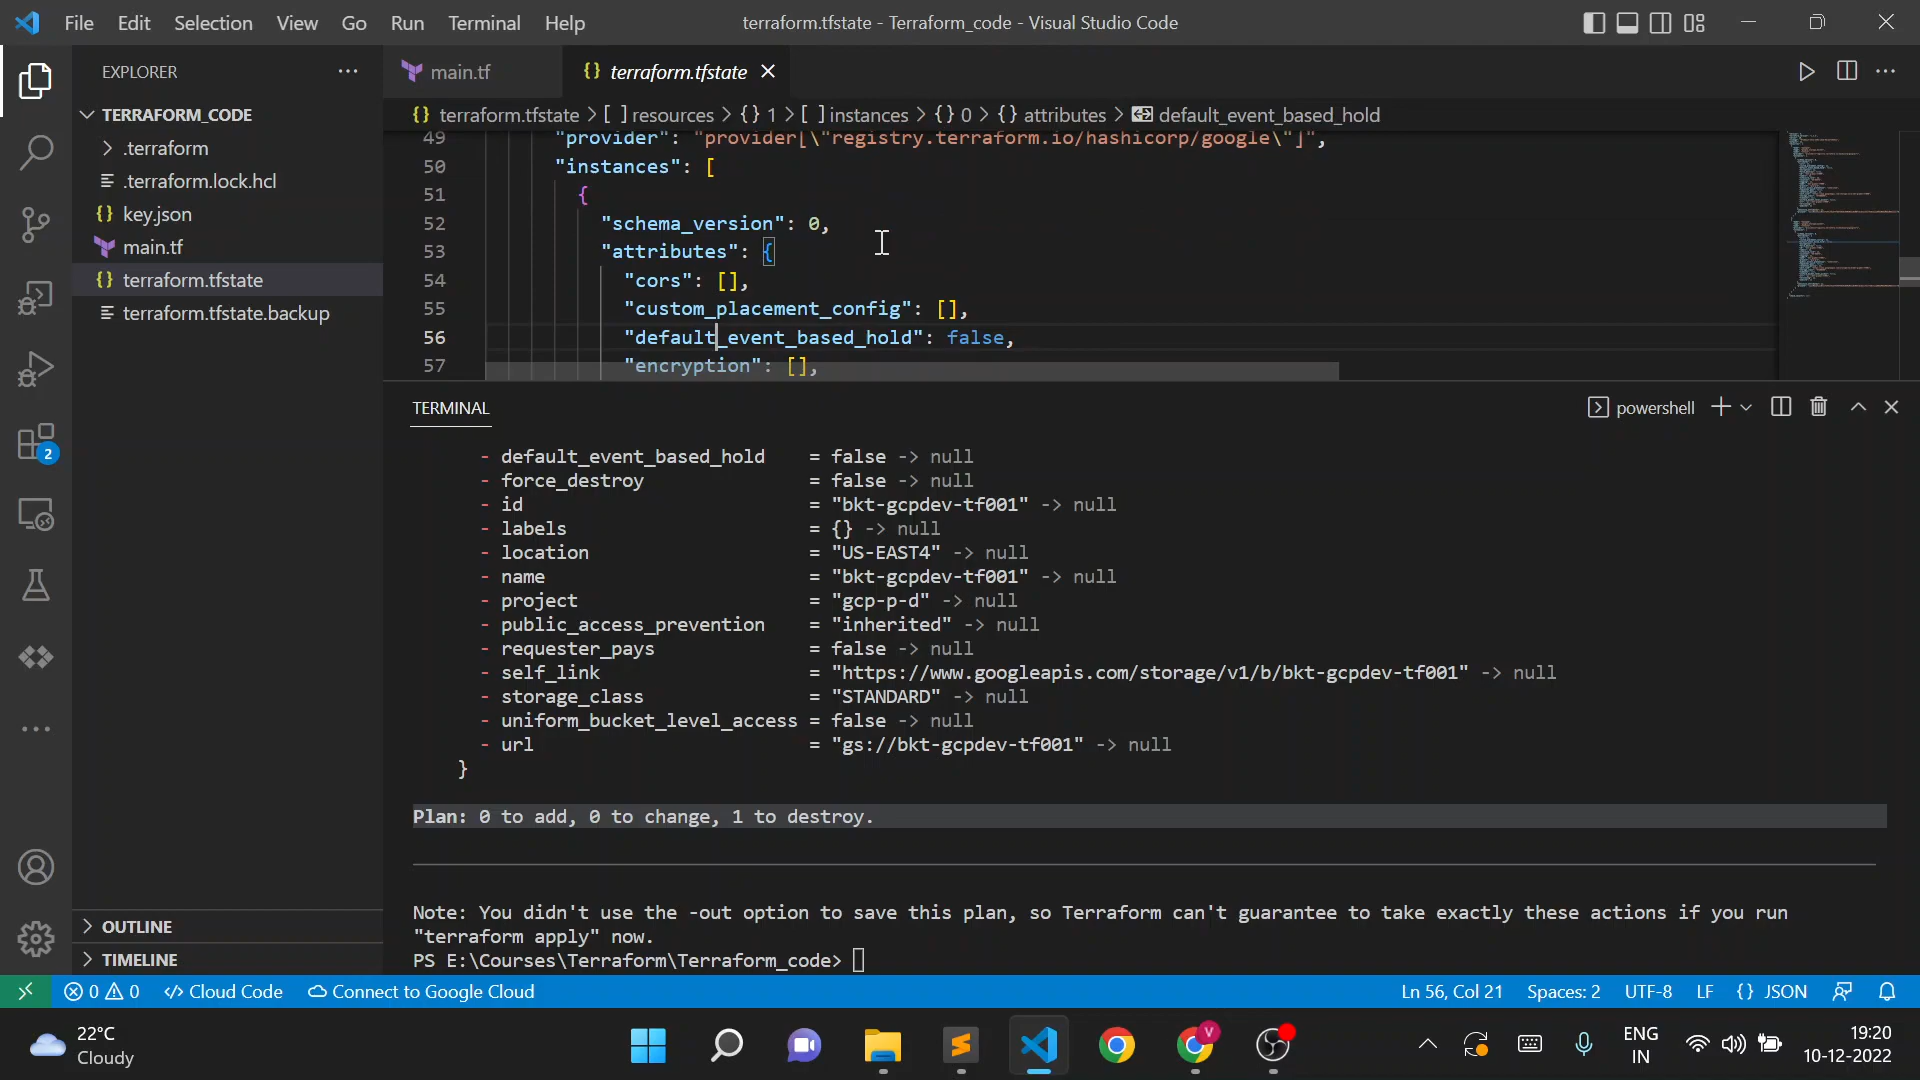 File Edit Selection View Go Run Terminal Help
terraform.tfstate - Terraform_code - Visual Studio Code
EXPLORER
TERRAFORM_CODE
.terraform
.terraform.lock.hcl
{} key.json
main.tf
{} terraform.tfstate
terraform.tfstate.backup
OUTLINE
TIMELINE
2
main.tf
{} terraform.tfstate
{} terraform.tfstate > [ ] resources > {} 1 > [ ] instances > {} 0 > {} attributes > default_event_based_hold
49 "provider": "provider[\"registry.terraform.io/hashicorp/google\"]",
50 "instances": [
51 {
52 "schema_version": 0,
53 "attributes": {
54 "cors": [],
55 "custom_placement_config": [],
56 "default_event_based_hold": false,
57 "encryption": [],
TERMINAL
powershell
- default_event_based_hold = false -> null
- force_destroy = false -> null
- id = "bkt-gcpdev-tf001" -> null
- labels = {} -> null
- location = "US-EAST4" -> null
- name = "bkt-gcpdev-tf001" -> null
- project = "gcp-p-d" -> null
- public_access_prevention = "inherited" -> null
- requester_pays = false -> null
- self_link = "https://www.googleapis.com/storage/v1/b/bkt-gcpdev-tf001" -> null
- storage_class = "STANDARD" -> null
- uniform_bucket_level_access = false -> null
- url = "gs://bkt-gcpdev-tf001" -> null
}
Plan: 0 to add, 0 to change, 1 to destroy.
Note: You didn't use the -out option to save this plan, so Terraform can't guarantee to take exactly these actions if you run
"terraform apply" now.
PS E:\Courses\Terraform\Terraform_code>
0 0 Cloud Code Connect to Google Cloud
Ln 56, Col 21 Spaces: 2 UTF-8 LF {} JSON
22°C
Cloudy
V
ENG
IN
19:20
10-12-2022